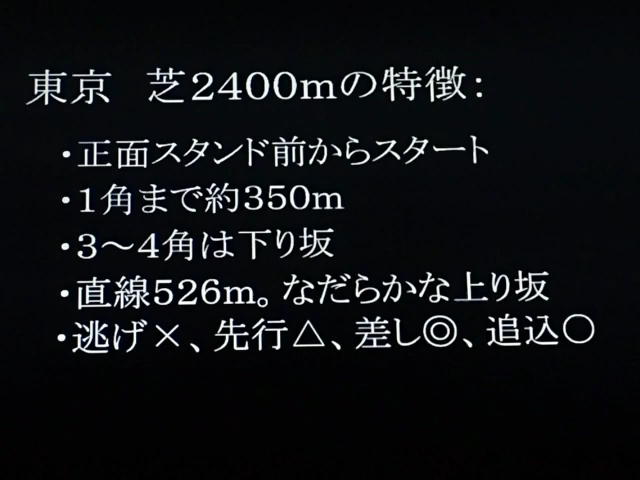 東京　芝２４００ｍの特徴：
・正面スタンド前からスタート
・１角まで約３５０ｍ
・３～４角は下り坂
・直線５２６ｍ。なだらかな上り坂
・逃げ×、先行△、差し◎、追込○